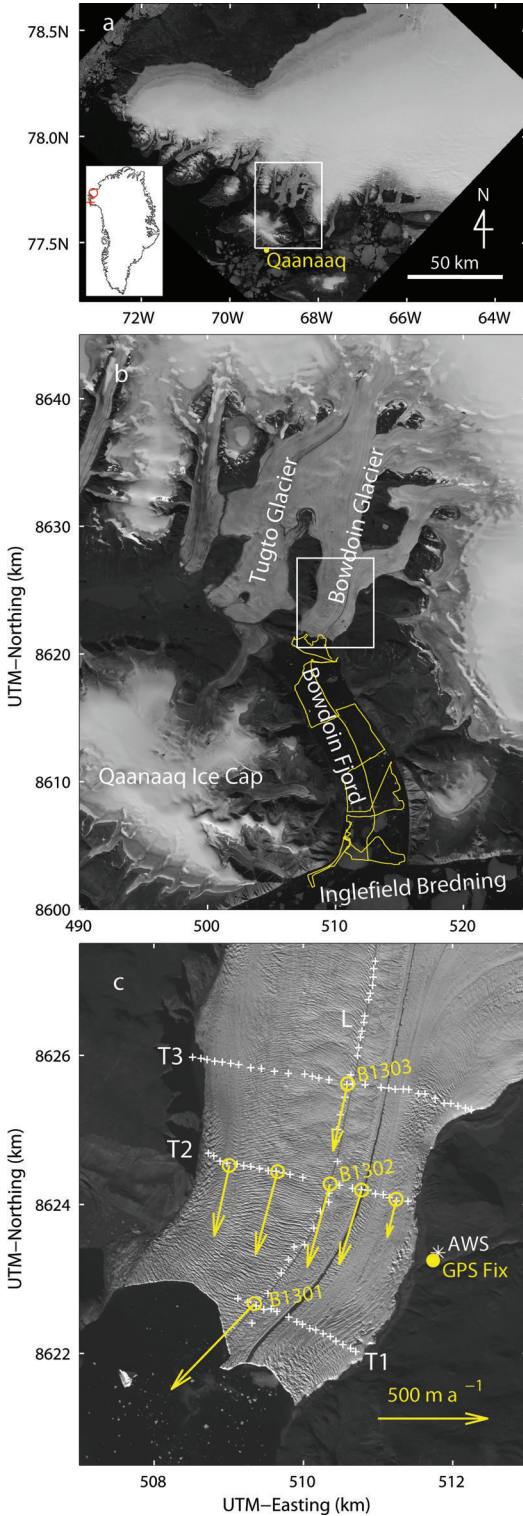 a
78.5N
78.0N
77.5N
N
Qaanaaq
50 km
72W
70W
68W
66W
64W
b
8640
8630
8620
8610
8600
UTM−Northing (km)
Tugto Glacier
Bowdoin Glacier
Bowdoin Fjord
Qaanaaq Ice Cap
Inglefield Bredning
490
500
510
520
c
8626
8624
8622
UTM−Northing (km)
L
T3
B1303
T2
B1302
AWS
GPS Fix
B1301
T1
500 m a −1
508
510
512
UTM−Easting (km)